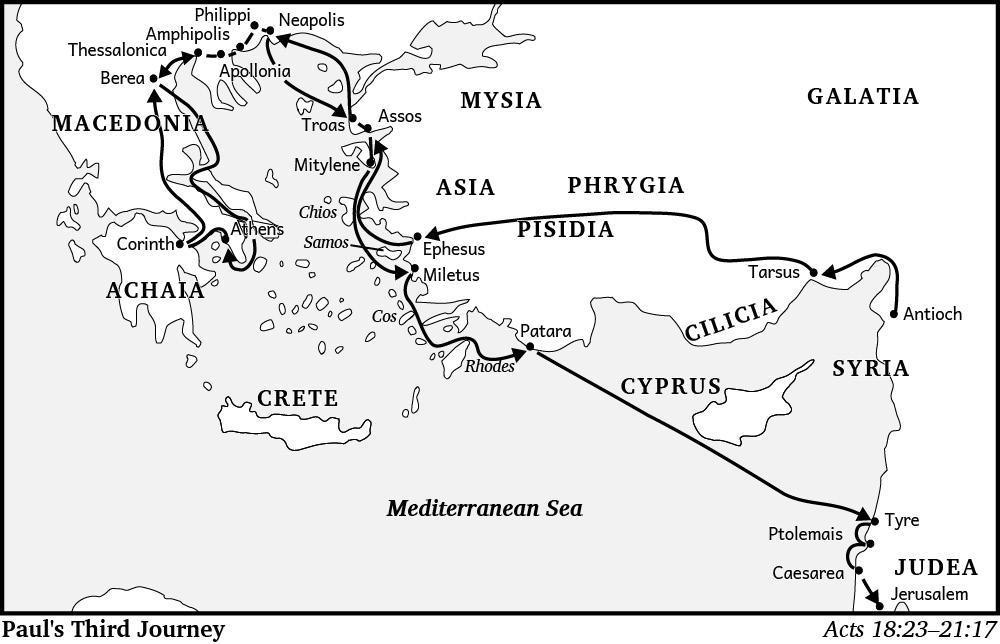 Philippi
Neapolis
Amphipolis
Thessalonica
Apollonia
Berea
MYSIA
GALATIA
MACEDONIA
Troas
Assos
Mitylene
ASIA
PHRYGIA
Chios
Athens
PISIDIA
Corinth
Samos
Ephesus
Miletus
Tarsus
ACHAIA
Cos
CILICIA
Antioch
Patara
Rhodes
SYRIA
CYPRUS
CRETE
Mediterranean Sea
Tyre
Ptolemais
Caesarea
JUDEA
Jerusalem
Paul's Third Journey
Acts 18:23–21:17